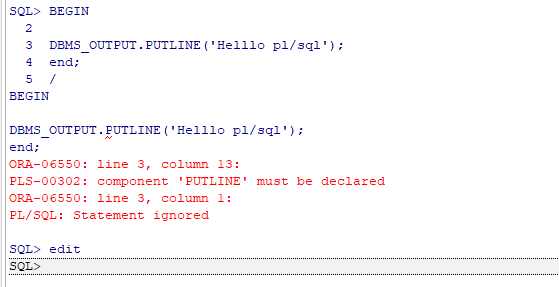 SQL> BEGIN
2
3 DBMS_OUTPUT.PUTLINE('Helllo pl/sql');
4 end;
5 /
BEGIN
DBMS_OUTPUT.PUTLINE('Helllo pl/sql');
end;
ORA-06550: line 3, column 13:
PLS-00302: component 'PUTLINE' must be declared
ORA-06550: line 3, column 1:
PL/SQL: Statement ignored
SQL> edit
SQL>